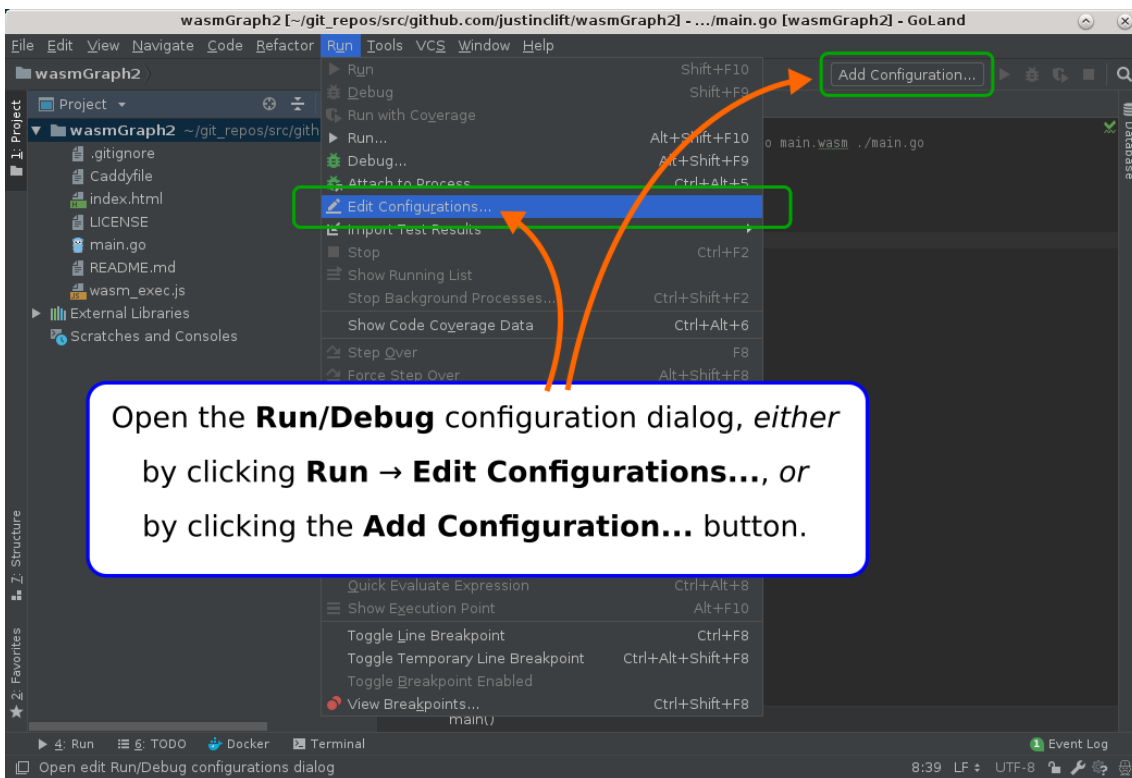 wasmGraph2 [~/git_repos/src/github.com/justinclift/wasmGraph2] - .../main.go [wasmGraph2] - GoLand
File Edit View Navigate Code Refactor Run Tools VCS Window Help
wasmGraph2
Add Configuration...
1: Project
Project
Database
wasmGraph2 ~/git_repos/src/gith
.gitignore
Caddyfile
index.html
LICENSE
main.go
README.md
wasm_exec.js
External Libraries
Scratches and Consoles
Run Shift+F10
Debug Shift+F9
Run with Coverage
Run... Alt+Shift+F10
Debug... Alt+Shift+F9
Attach to Process... Ctrl+Alt+5
Edit Configurations...
Import Test Results
Stop Ctrl+F2
Show Running List
Stop Background Processes... Ctrl+Shift+F2
Show Code Coverage Data Ctrl+Alt+6
Step Over F8
Force Step Over Alt+Shift+F8
o main.wasm ./main.go
Open the Run/Debug configuration dialog, either
by clicking Run → Edit Configurations..., or
by clicking the Add Configuration... button.
Quick Evaluate Expression Ctrl+Alt+8
Show Execution Point Alt+F10
Toggle Line Breakpoint Ctrl+F8
Toggle Temporary Line Breakpoint Ctrl+Alt+Shift+F8
Toggle Breakpoint Enabled
View Breakpoints... Ctrl+Shift+F8
main()
7: Structure
2: Favorites
4: Run 6: TODO Docker Terminal
1 Event Log
Open edit Run/Debug configurations dialog
8:39 LF UTF-8